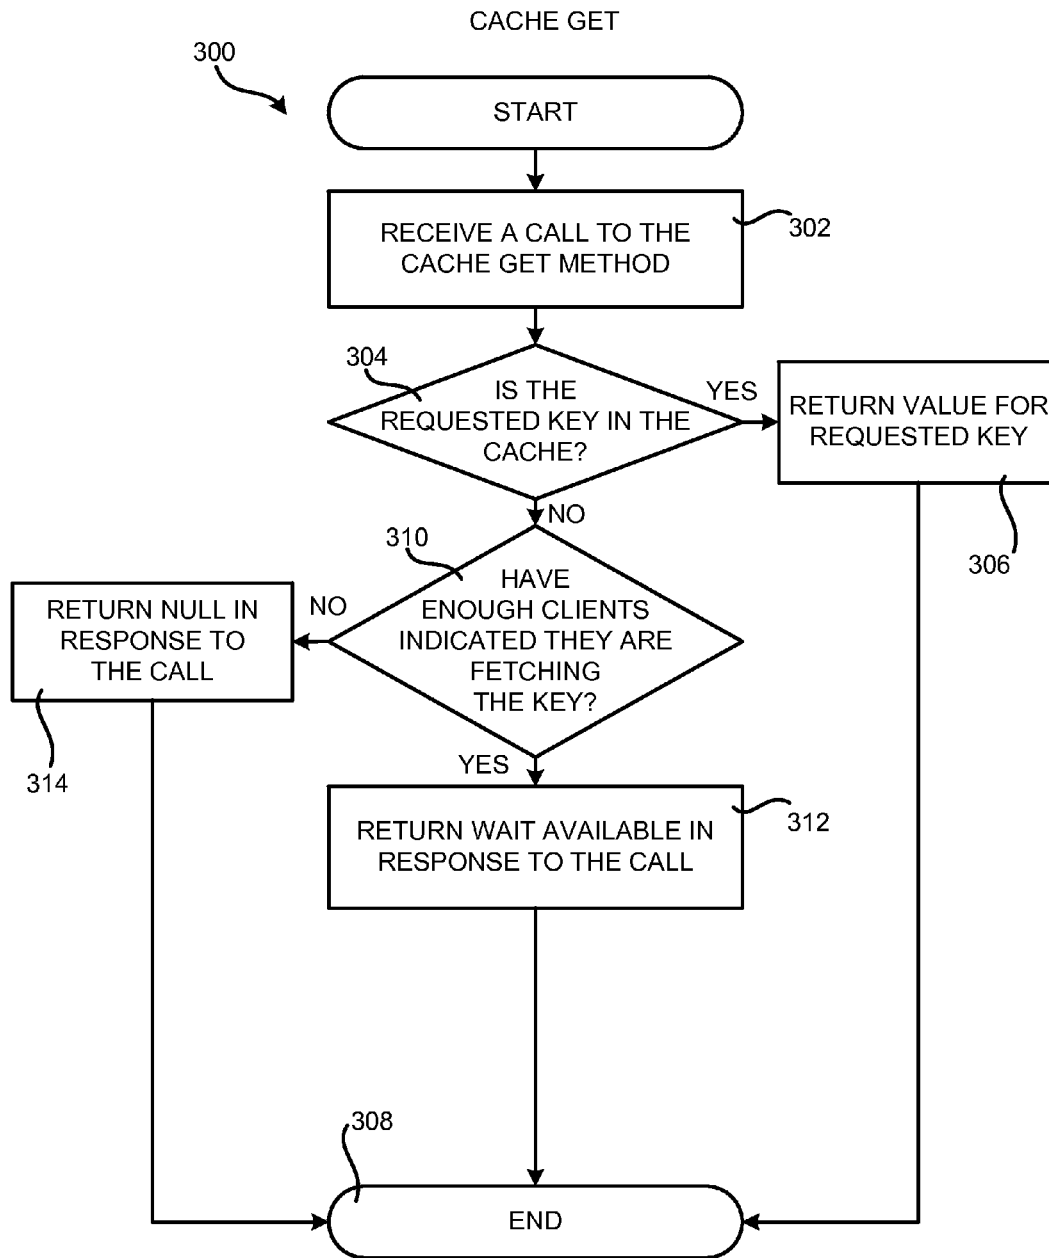 CACHE GET
300
START
RECEIVE A CALL TO THE
CACHE GET METHOD
302
304
IS THE
REQUESTED KEY IN THE
CACHE?
YES
RETURN VALUE FOR
REQUESTED KEY
306
NO
310
HAVE
ENOUGH CLIENTS
INDICATED THEY ARE
FETCHING
THE KEY?
NO
RETURN NULL IN
RESPONSE TO
THE CALL
314
YES
RETURN WAIT AVAILABLE IN
RESPONSE TO THE CALL
312
308
END